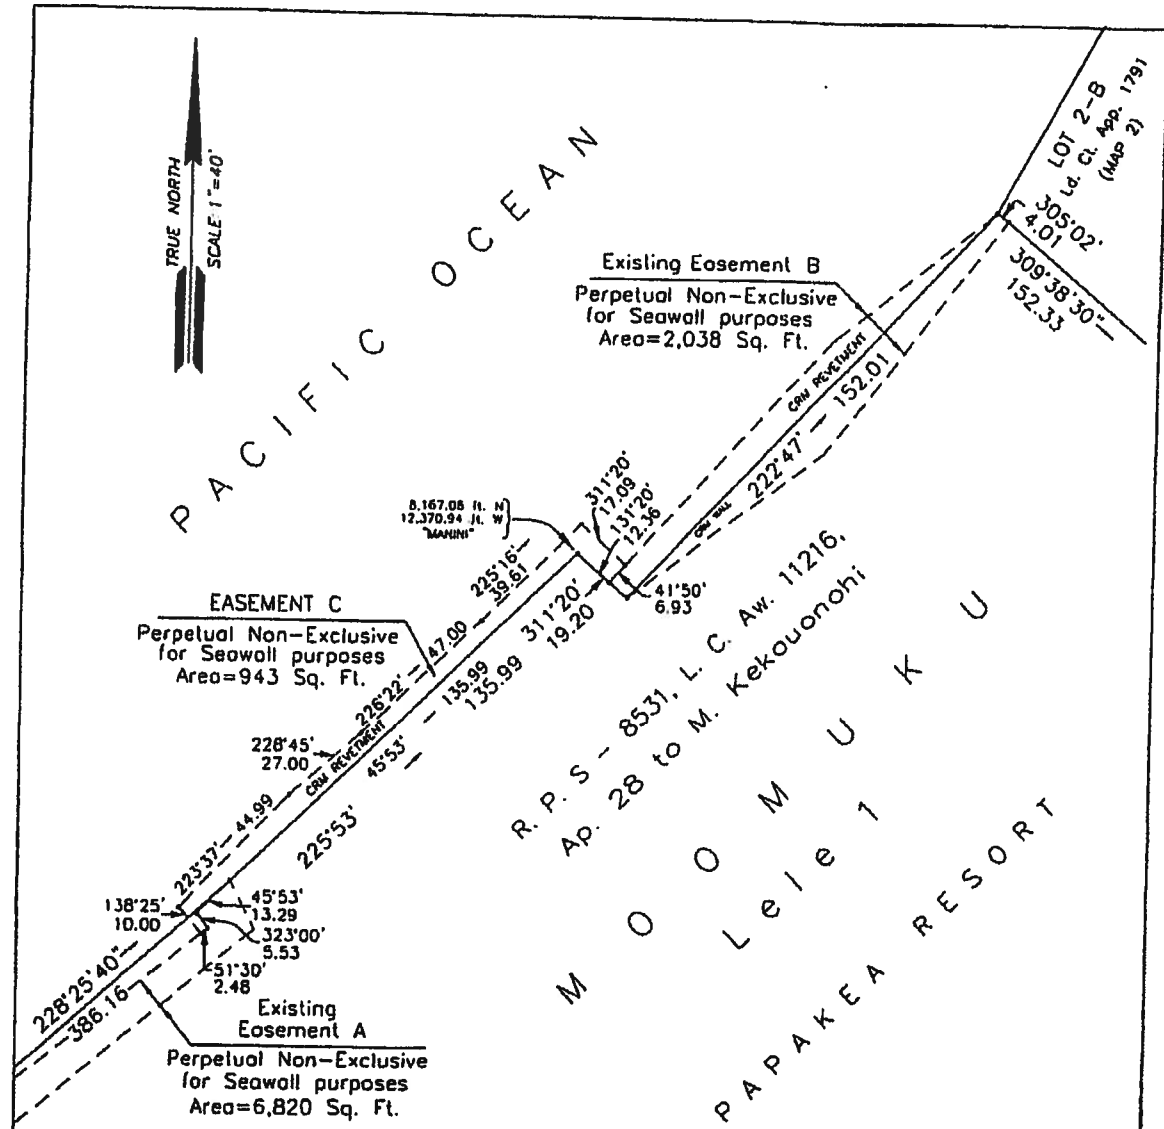 TRUE NORTH
SCALE: 1"=40'
PACIFIC OCEAN
LOT 2-B
Ld. Ct. App. 1791
(MAP 2)
305°02'
4.01
309°38'30"
152.33
Existing Easement B
Perpetual Non-Exclusive
for Seawall purposes
Area=2,038 Sq. Ft.
CRM REVETMENT
152.01
222°47'
CRM WALL
8,167.08 ft. N
12,370.94 ft. W
"MANINI"
311°20'
17.09
131°20'
12.36
41°50'
6.93
311°20'
19.20
225°16'
39.61
EASEMENT C
Perpetual Non-Exclusive
for Seawall purposes
Area=943 Sq. Ft.
47.00
226°22'
135.99
135.99
45°53'
228°45'
27.00
CRM REVETMENT
225°53'
44.99
223°37'
138°25'
10.00
45°53'
13.29
323°00'
5.53
51°30'
2.48
228°25'40"
386.16
Existing
Easement A
Perpetual Non-Exclusive
for Seawall purposes
Area=6,820 Sq. Ft.
R. P. S - 8531, L. C. Aw. 11216,
Ap. 28 to M. Kekauonohi
MOOMUKU
Lele 1
PAPAKEA RESORT